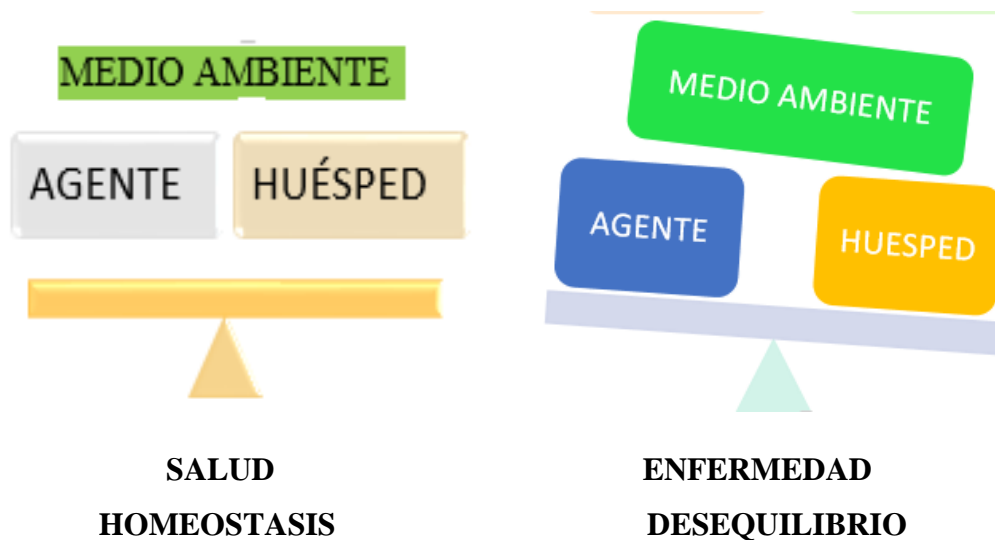 MEDIO AMBIENTE
AGENTE
HUÉSPED
SALUD
HOMEOSTASIS
MEDIO AMBIENTE
AGENTE
HUESPED
ENFERMEDAD
DESEQUILIBRIO